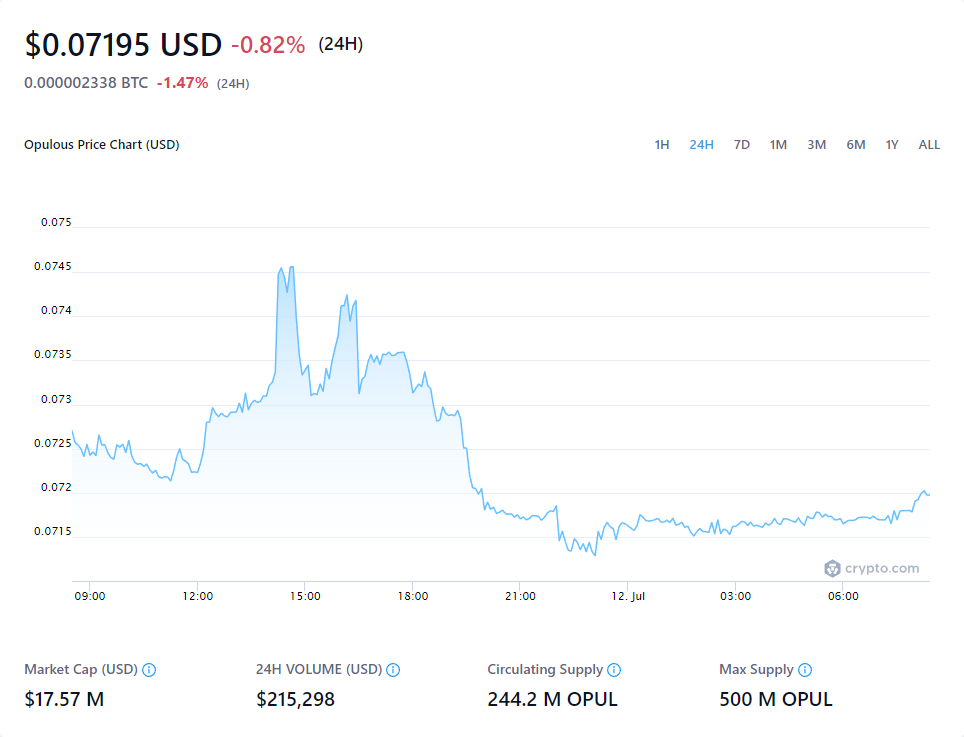 $0.07195 USD -0.82% (24H)
0.000002338 BTC -1.47% (24H)
Opulous Price Chart (USD) 1H 24H 7D 1M 3M 6M 1Y ALL
0.075
0.0745
0.074
0.0735
0.073
0.0725
0.072
0.0715
crypto.com
09:00 12:00 15:00 18:00 21:00 12. Jul 03:00 06:00
Market Cap (USD) 24H VOLUME (USD) Circulating Supply Max Supply
$17.57 M $215,298 244.2 M OPUL 500 M OPUL